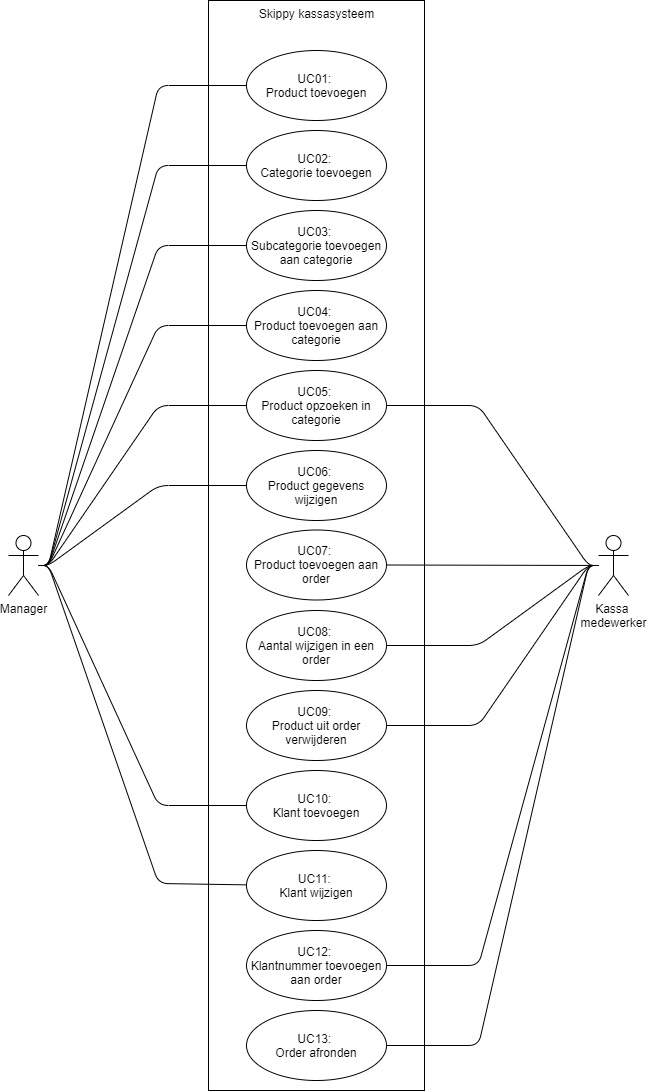 Skippy kassasysteem
UC01:
Product toevoegen
UC02:
Categorie toevoegen
UC03:
Subcategorie toevoegen
aan categorie
UC04:
Product toevoegen aan
categorie
UC05:
Product opzoeken in
categorie
UC06:
Product gegevens
wijzigen
UC07:
Product toevoegen aan
order
Manager
Kassa
medewerker
UC08:
Aantal wijzigen in een
order
UC09:
Product uit order
verwijderen
UC10:
Klant toevoegen
UC11:
Klant wijzigen
UC12:
Klantnummer toevoegen
aan order
UC13:
Order afronden